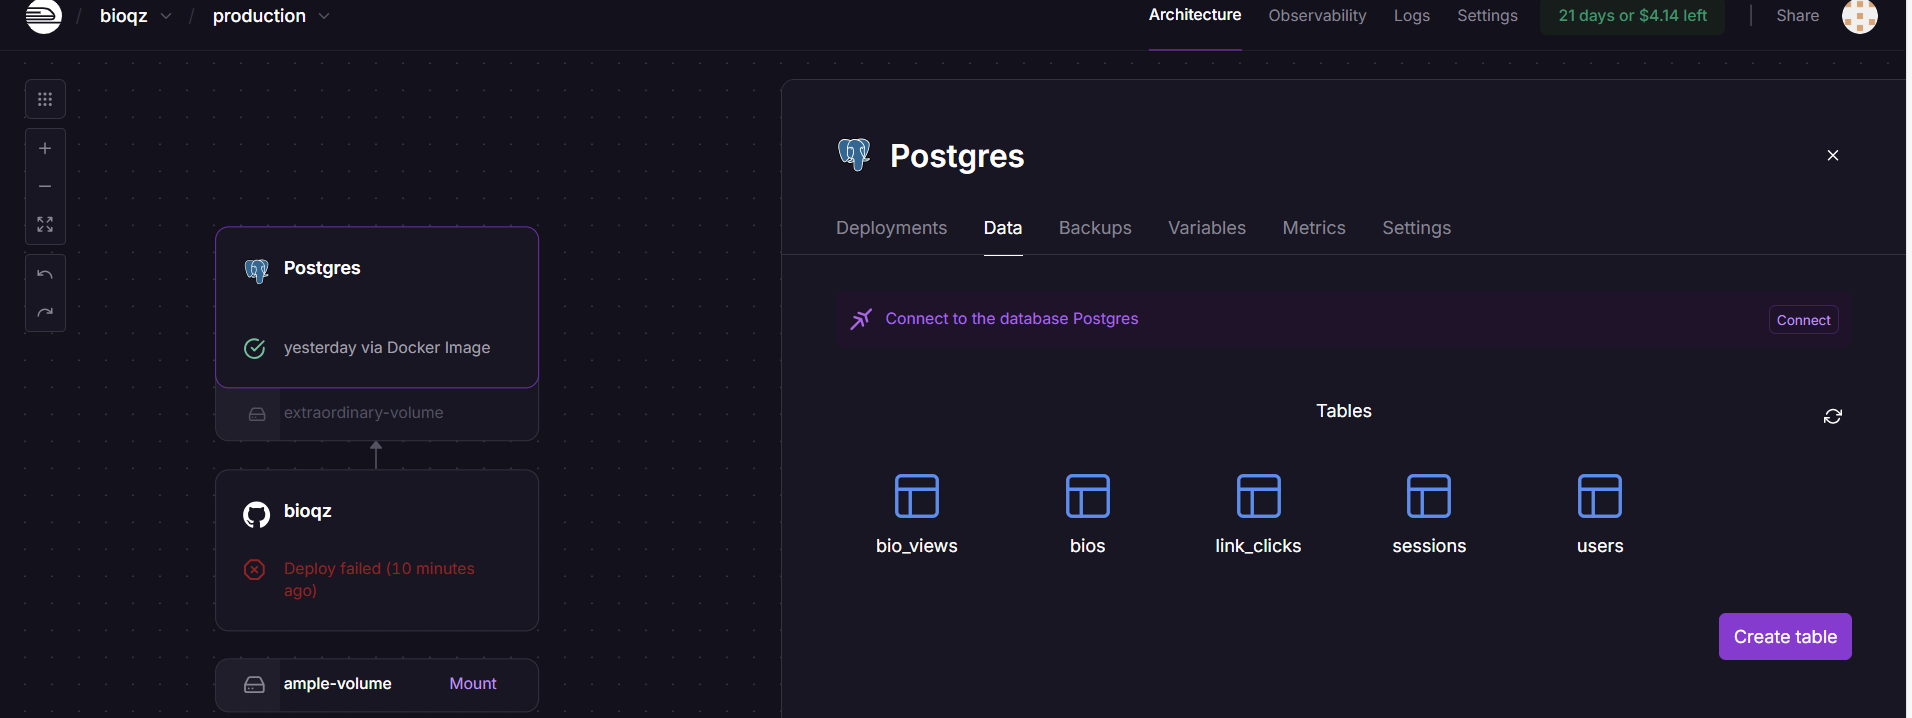 / bioqz / production
Architecture Observability Logs Settings 21 days or $4.14 left Share
Postgres
yesterday via Docker Image
extraordinary-volume
bioqz
Deploy failed (10 minutes
ago)
ample-volume Mount
Postgres
Deployments Data Backups Variables Metrics Settings
Connect to the database Postgres Connect
Tables
bio_views bios link_clicks sessions users
Create table